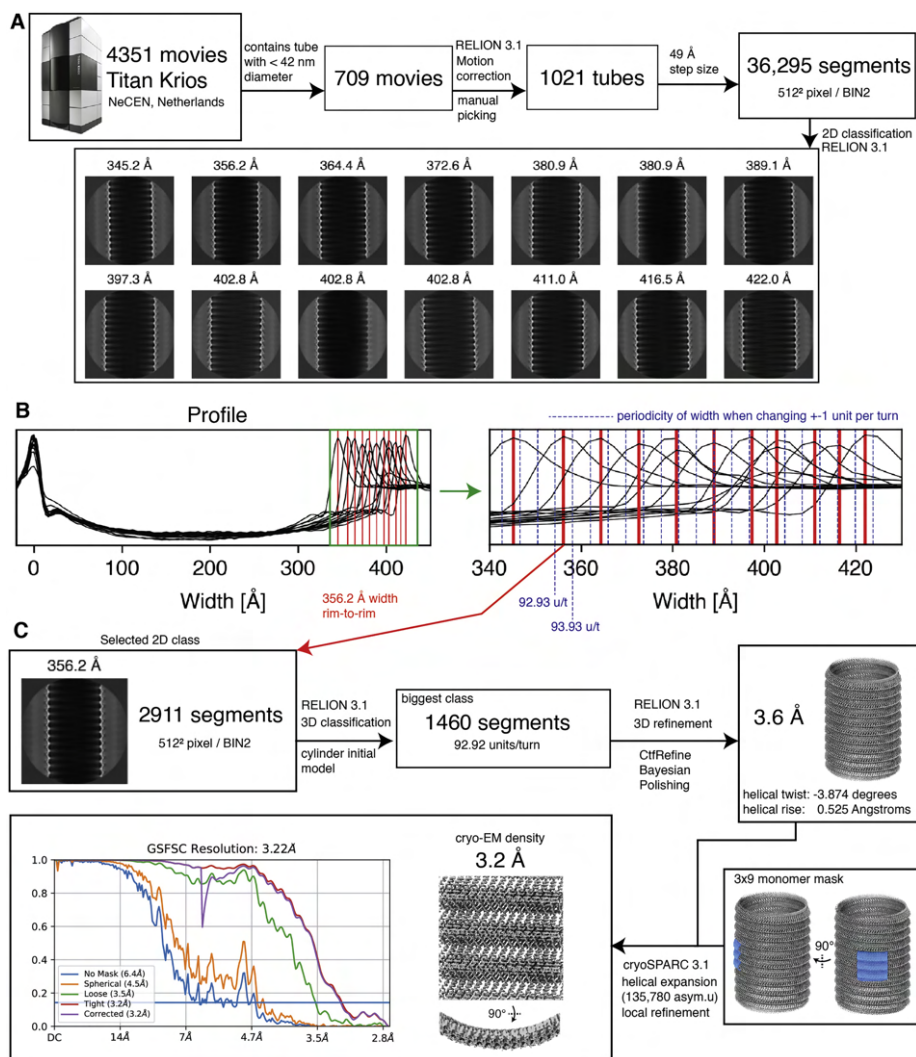 A
4351 movies
Titan Krios
NeCEN, Netherlands
contains tube
with < 42 nm
diameter
709 movies
RELION 3.1
Motion
correction
manual
picking
1021 tubes
49 Å
step size
36,295 segments
512² pixel / BIN2
2D classification
RELION 3.1
345.2 Å 356.2 Å 364.4 Å 372.6 Å 380.9 Å 380.9 Å 389.1 Å
397.3 Å 402.8 Å 402.8 Å 402.8 Å 411.0 Å 416.5 Å 422.0 Å
B
Profile
periodicity of width when changing +-1 unit per turn
0 100 200 300 400
Width [Å]
356.2 Å width
rim-to-rim
340 360 380 400 420
Width [Å]
92.93 u/t
93.93 u/t
C
Selected 2D class
356.2 Å
2911 segments
512² pixel / BIN2
RELION 3.1
3D classification
cylinder initial
model
biggest class
1460 segments
92.92 units/turn
RELION 3.1
3D refinement
CtfRefine
Bayesian
Polishing
3.6 Å
helical twist: -3.874 degrees
helical rise: 0.525 Angstroms
3x9 monomer mask
90°
cryoSPARC 3.1
helical expansion
(135,780 asym.u)
local refinement
GSFSC Resolution: 3.22Å
1.0
0.8
0.6
0.4
0.2
0.0
No Mask (6.4Å)
Spherical (4.5Å)
Loose (3.5Å)
Tight (3.2Å)
Corrected (3.2Å)
DC 14Å 7Å 4.7Å 3.5Å 2.8Å
cryo-EM density
3.2 Å
90°